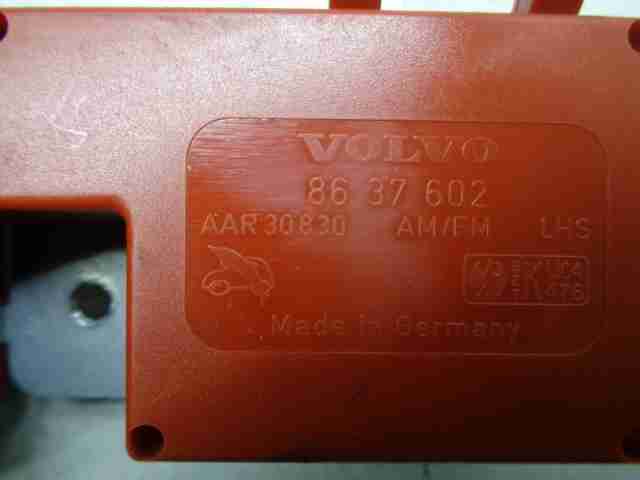 VOLVO
86 37 602
AAR 30830 AM/FM LHS
Made in Germany